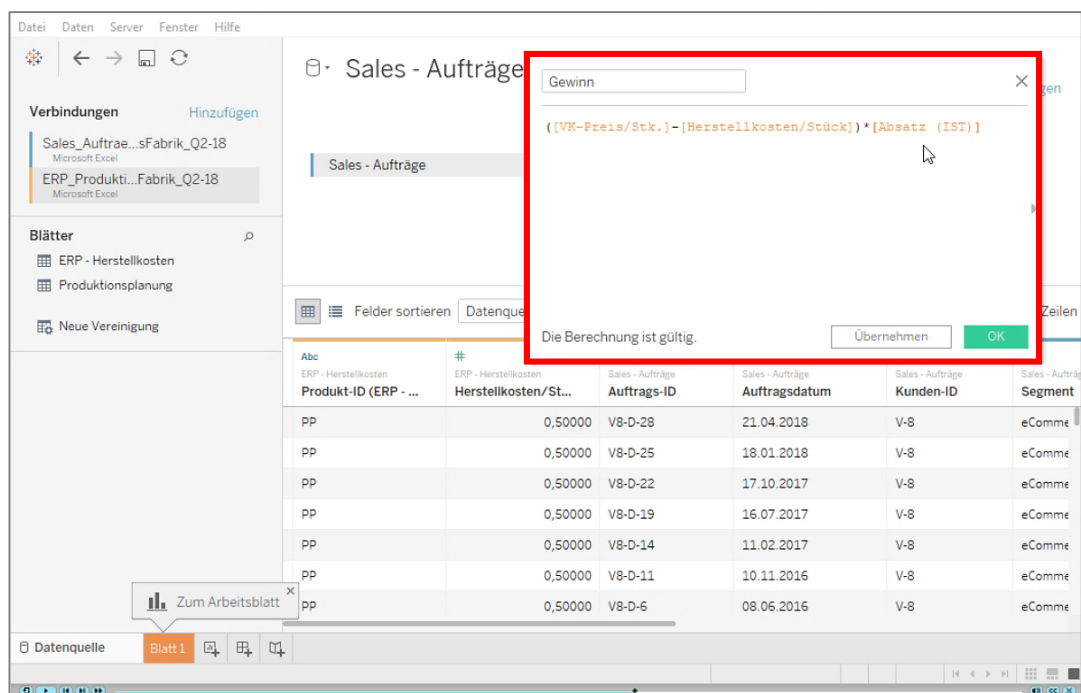 Datei Daten Server Fenster Hilfe
Sales - Aufträge
Verbindungen Hinzufügen
Sales_Auftrae...sFabrik_Q2-18
Microsoft Excel
ERP_Produkti...Fabrik_Q2-18
Microsoft Excel
Blätter
ERP - Herstellkosten
Produktionsplanung
Neue Vereinigung
Sales - Aufträge
Gewinn
([VK-Preis/Stk.]-[Herstellkosten/Stück])*[Absatz (IST)]
Die Berechnung ist gültig. Übernehmen OK
Felder sortieren Datenque Zeilen
Abc #
ERP - Herstellkosten ERP - Herstellkosten Sales - Aufträge Sales - Aufträge Sales - Aufträge Sales - Aufträg
Produkt-ID (ERP - ... Herstellkosten/St... Auftrags-ID Auftragsdatum Kunden-ID Segment
PP 0,50000 V8-D-28 21.04.2018 V-8 eComme
PP 0,50000 V8-D-25 18.01.2018 V-8 eComme
PP 0,50000 V8-D-22 17.10.2017 V-8 eComme
PP 0,50000 V8-D-19 16.07.2017 V-8 eComme
PP 0,50000 V8-D-14 11.02.2017 V-8 eComme
PP 0,50000 V8-D-11 10.11.2016 V-8 eComme
PP 0,50000 V8-D-6 08.06.2016 V-8 eComme
Zum Arbeitsblatt
Datenquelle Blatt 1